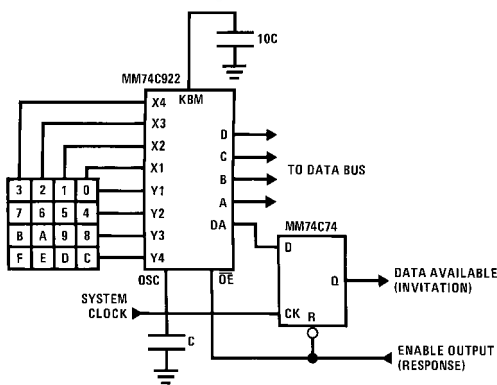 10C
MM74C922
KBM
X4
X3
X2
X1
Y1
Y2
Y3
Y4
D
C
B
A
DA
TO DATA BUS
3 2 1 0
7 6 5 4
B A 9 8
F E D C
OSC
OE
MM74C74
D
Q
CK R
DATA AVAILABLE
(INVITATION)
SYSTEM
CLOCK
C
ENABLE OUTPUT
(RESPONSE)